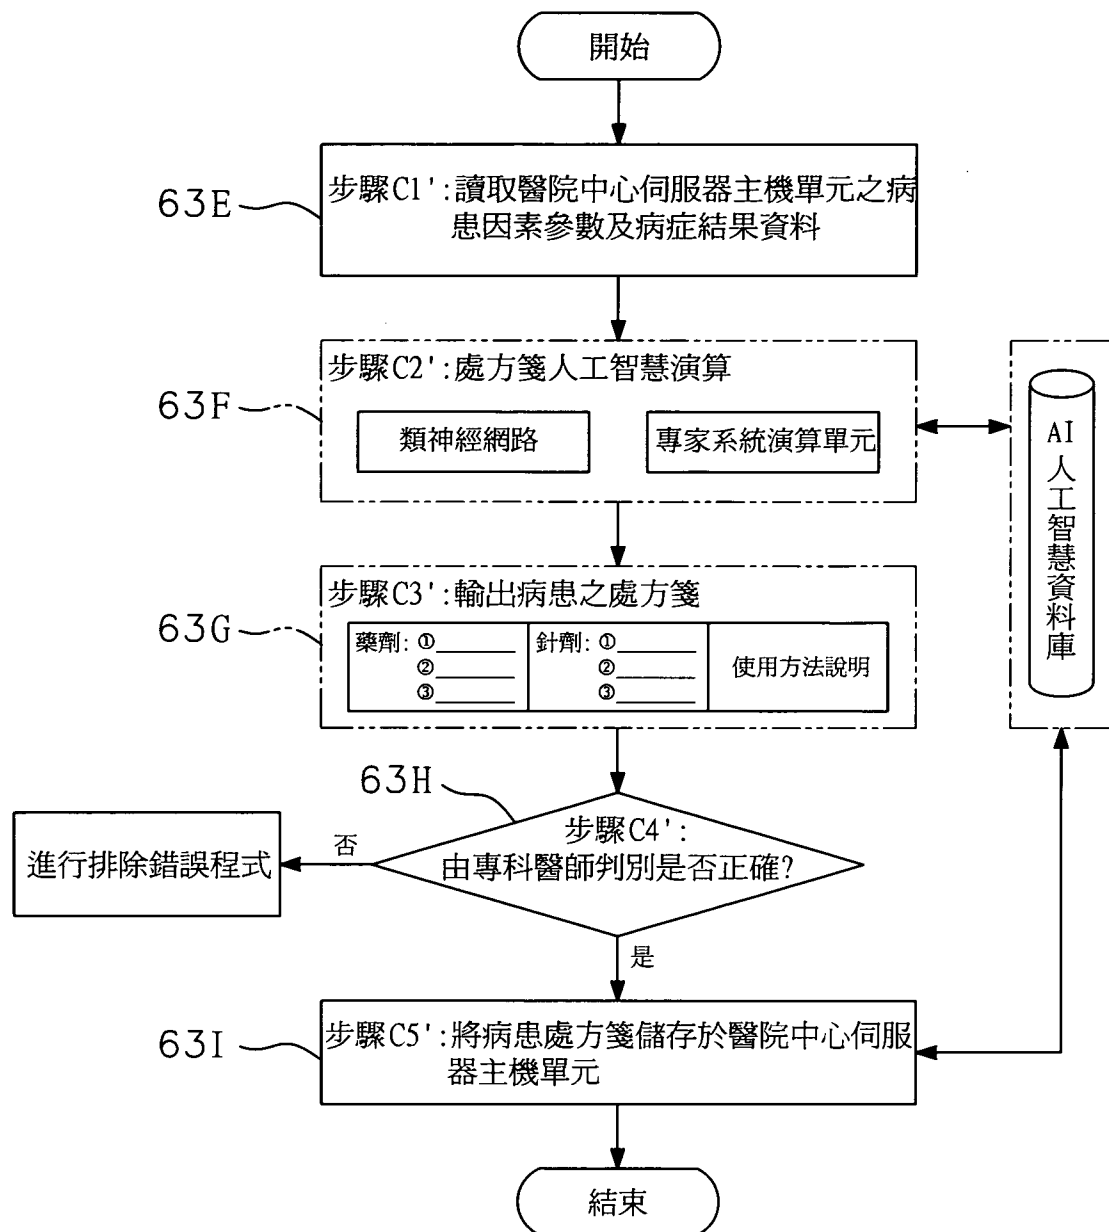 開始
63E
步驟C1':讀取醫院中心伺服器主機單元之病
患因素參數及病症結果資料
63F
步驟C2':處方箋人工智慧演算
類神經網路
專家系統演算單元
AI人工智慧資料庫
63G
步驟C3':輸出病患之處方箋
藥劑: ①
②
③
針劑: ①
②
③
使用方法說明
63H
步驟C4':
由專科醫師判別是否正確?
否
進行排除錯誤程式
是
63I
步驟C5':將病患處方箋儲存於醫院中心伺服
器主機單元
結束